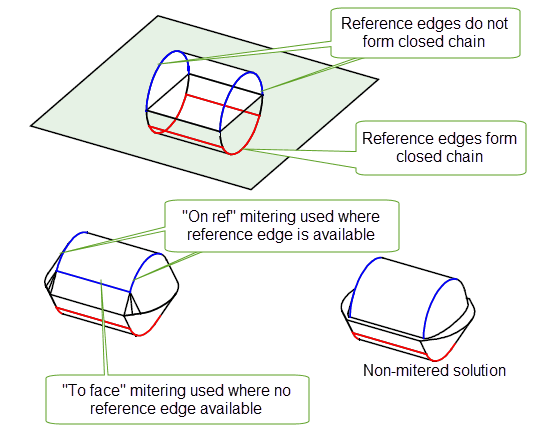 Reference edges do not
form closed chain
Reference edges form
closed chain
"On ref" mitering used where
reference edge is available
Non-mitered solution
"To face" mitering used where no
reference edge available